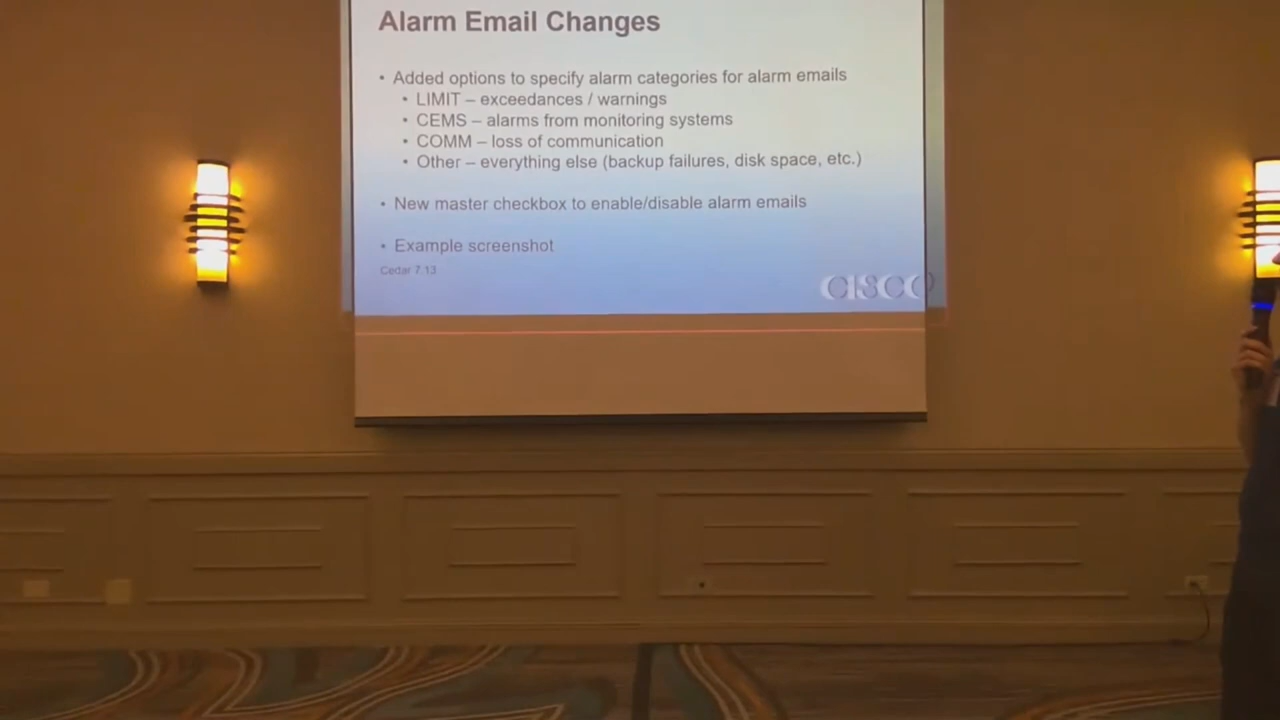 Alarm Email Changes
• Added options to specify alarm categories for alarm emails
• LIMIT – exceedances / warnings
• CEMS – alarms from monitoring systems
• COMM – loss of communication
• Other – everything else (backup failures, disk space, etc.)
• New master checkbox to enable/disable alarm emails
• Example screenshot
Cedar 7.13
CISCO